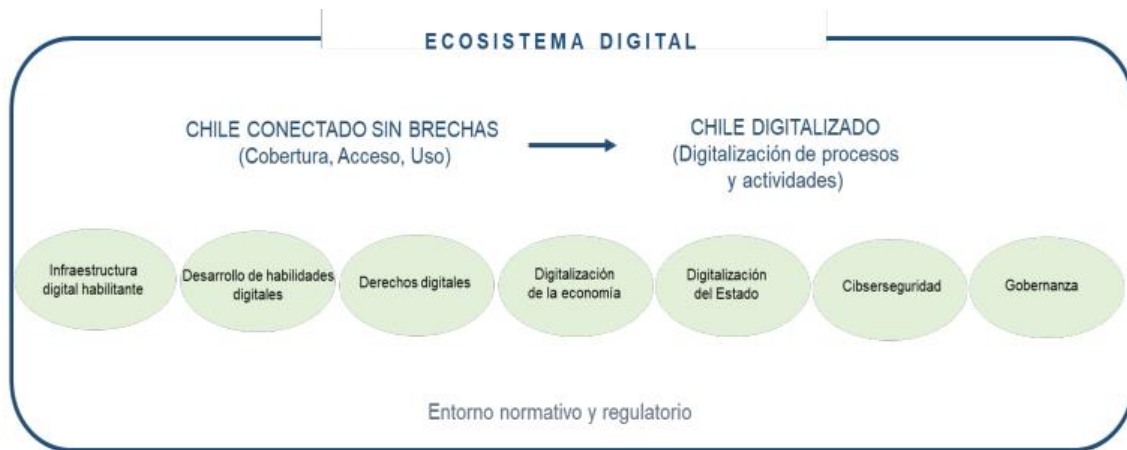 ECOSISTEMA DIGITAL
CHILE CONECTADO SIN BRECHAS
(Cobertura, Acceso, Uso)
CHILE DIGITALIZADO
(Digitalización de procesos
y actividades)
Infraestructura
digital habilitante
Desarrollo de habilidades
digitales
Derechos digitales
Digitalización
de la economía
Digitalización
del Estado
Cibserseguridad
Gobernanza
Entorno normativo y regulatorio